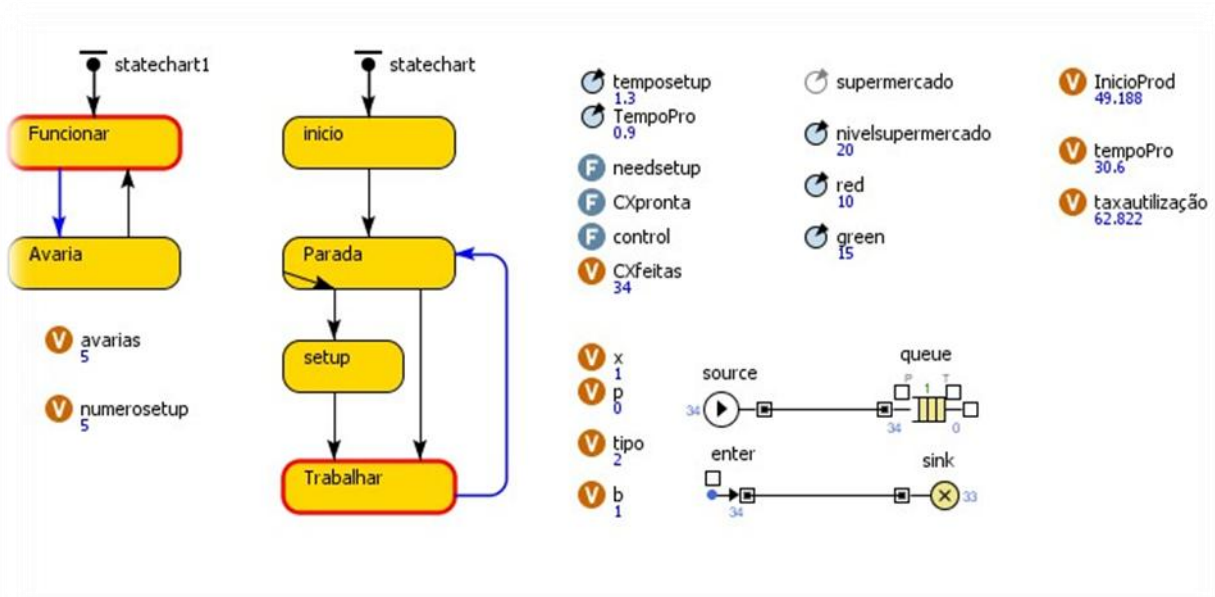 statechart1
Funcionar
Avaria
avarias
5
numerosetup
5
statechart
inicio
Parada
setup
Trabalhar
temposetup
1.3
TempoPro
0.9
F needsetup
F CXpronta
F control
V CXfeitas
34
V x
1
V p
0
V tipo
2
V b
1
supermercado
nivelsupermercado
20
red
10
green
15
V InicioProd
49.188
V tempoPro
30.6
V taxautilização
62.822
source
34
queue
P T
1
34 0
enter
34
sink
33